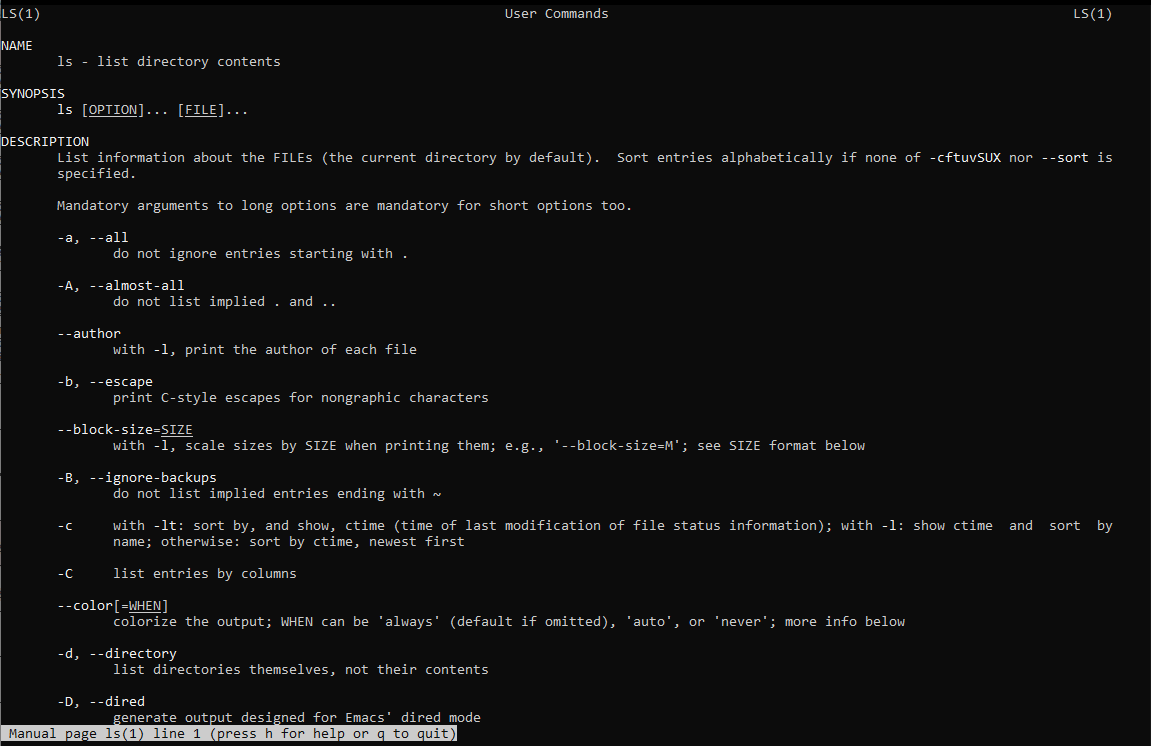 LS(1) User Commands LS(1)
NAME
ls - list directory contents
SYNOPSIS
ls [OPTION]... [FILE]...
DESCRIPTION
List information about the FILEs (the current directory by default).  Sort entries alphabetically if none of -cftuvSUX nor --sort is
specified.
Mandatory arguments to long options are mandatory for short options too.
-a, --all
do not ignore entries starting with .
-A, --almost-all
do not list implied . and ..
--author
with -l, print the author of each file
-b, --escape
print C-style escapes for nongraphic characters
--block-size=SIZE
with -l, scale sizes by SIZE when printing them; e.g., '--block-size=M'; see SIZE format below
-B, --ignore-backups
do not list implied entries ending with ~
-c with -lt: sort by, and show, ctime (time of last modification of file status information); with -l: show ctime  and  sort  by
name; otherwise: sort by ctime, newest first
-C list entries by columns
--color[=WHEN]
colorize the output; WHEN can be 'always' (default if omitted), 'auto', or 'never'; more info below
-d, --directory
list directories themselves, not their contents
-D, --dired
generate output designed for Emacs' dired mode
Manual page ls(1) line 1 (press h for help or q to quit)